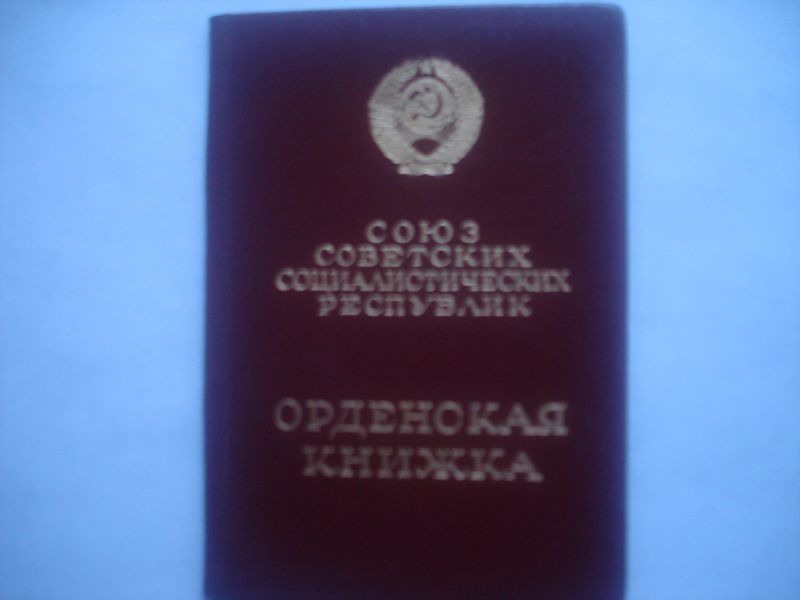 СОЮЗ
СОВЕТСКИХ
СОЦИАЛИСТИЧЕСКИХ
РЕСПУБЛИК
ОРДЕНСКАЯ
КНИЖКА